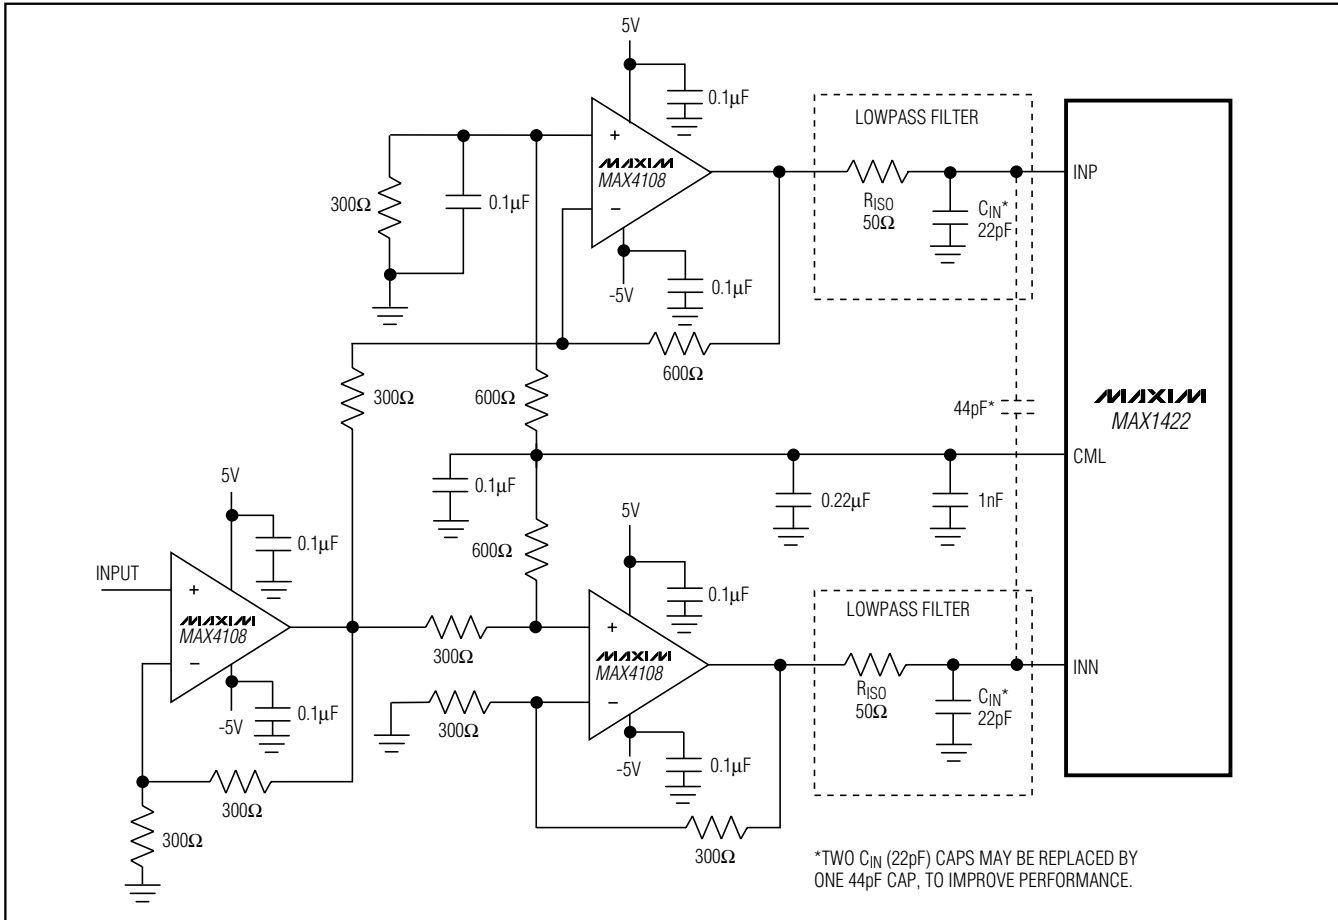 5V
0.1μF
LOWPASS FILTER
+
MAXIM
MAX4108
−
INP
300Ω
0.1μF
RISO
50Ω
CIN*
22pF
-5V
0.1μF
600Ω
300Ω
600Ω
44pF*
MAXIM
MAX1422
CML
5V
0.1μF
0.22μF
1nF
5V
0.1μF
600Ω
0.1μF
LOWPASS FILTER
INPUT
+
MAXIM
MAX4108
−
+
MAXIM
MAX4108
−
300Ω
INN
RISO
50Ω
CIN*
22pF
-5V
0.1μF
300Ω
-5V
0.1μF
300Ω
300Ω
300Ω
*TWO CIN (22pF) CAPS MAY BE REPLACED BY
ONE 44pF CAP, TO IMPROVE PERFORMANCE.